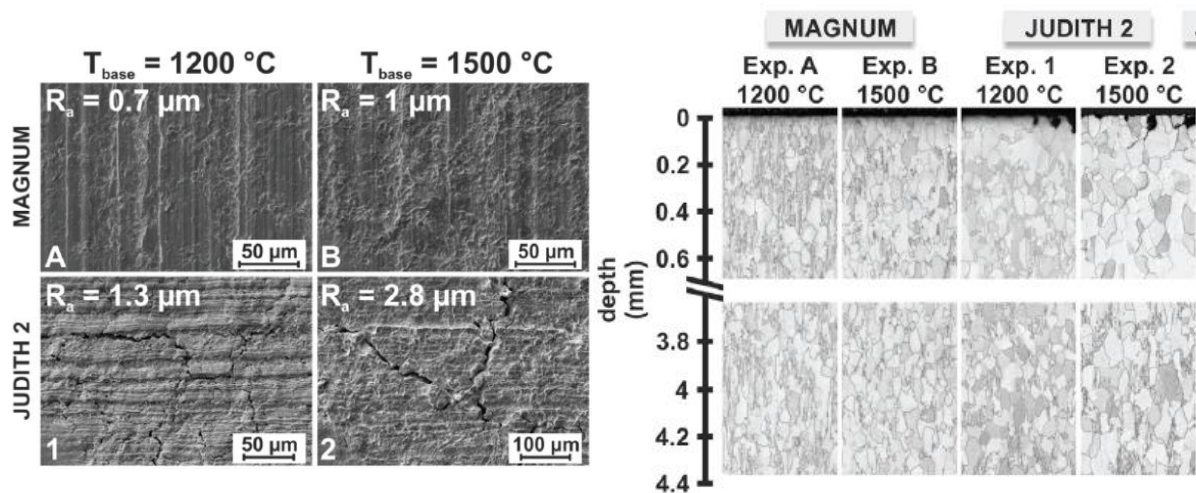 T_base = 1200 °C
T_base = 1500 °C
MAGNUM
R_a = 0.7 µm
A
50 µm
R_a = 1 µm
B
50 µm
JUDITH 2
R_a = 1.3 µm
1
50 µm
R_a = 2.8 µm
2
100 µm
MAGNUM
JUDITH 2
Exp. A
1200 °C
Exp. B
1500 °C
Exp. 1
1200 °C
Exp. 2
1500 °C
depth
(mm)
0
0.2
0.4
0.6
3.8
4
4.2
4.4